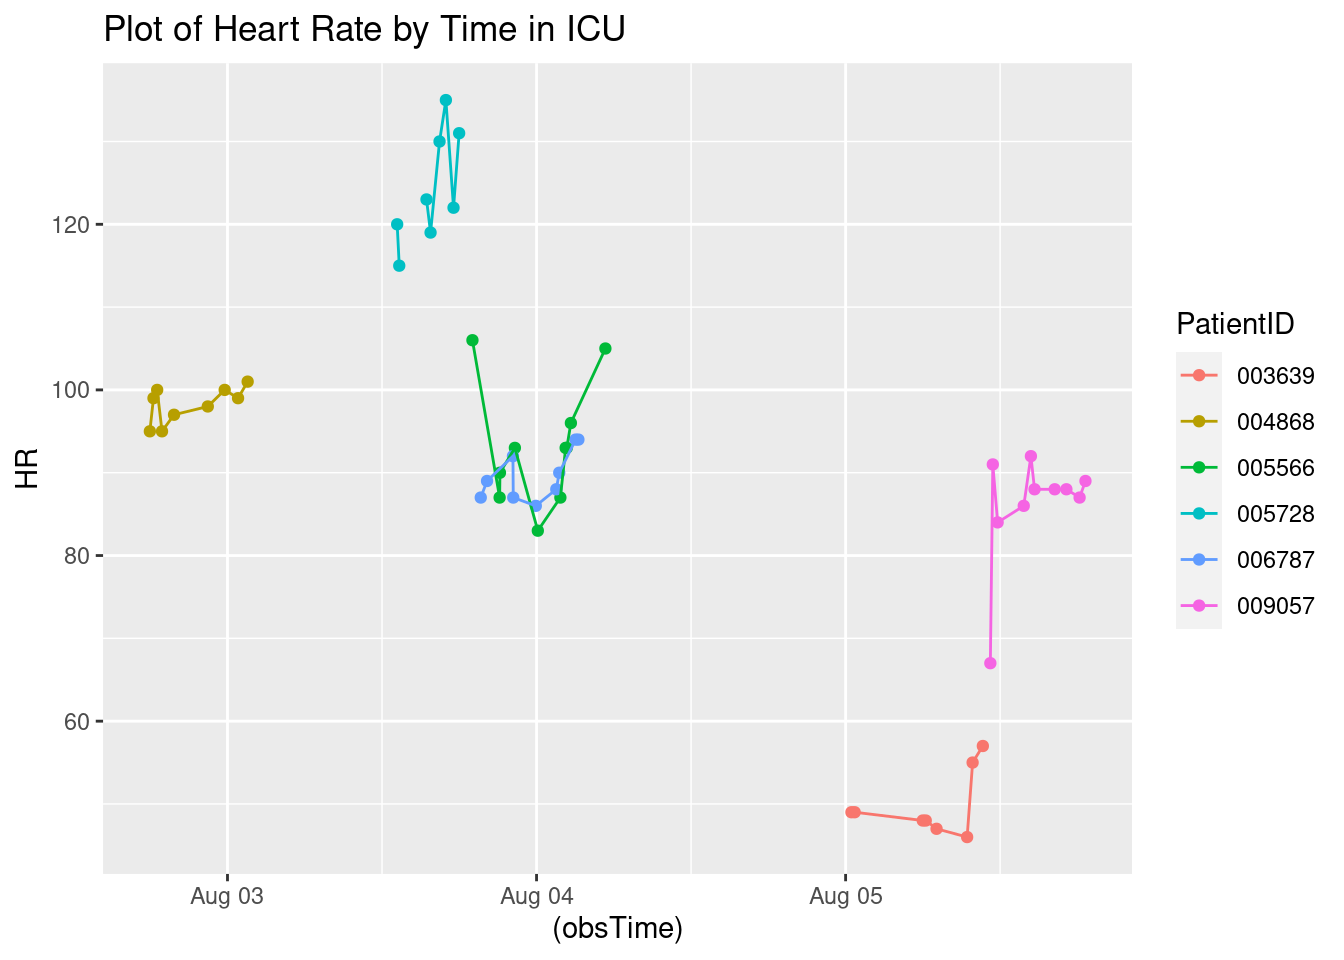 Plot of Heart Rate by Time in ICU
120
100
80
60
HR
Aug 03
Aug 04
Aug 05
(obsTime)
PatientID
003639
004868
005566
005728
006787
009057